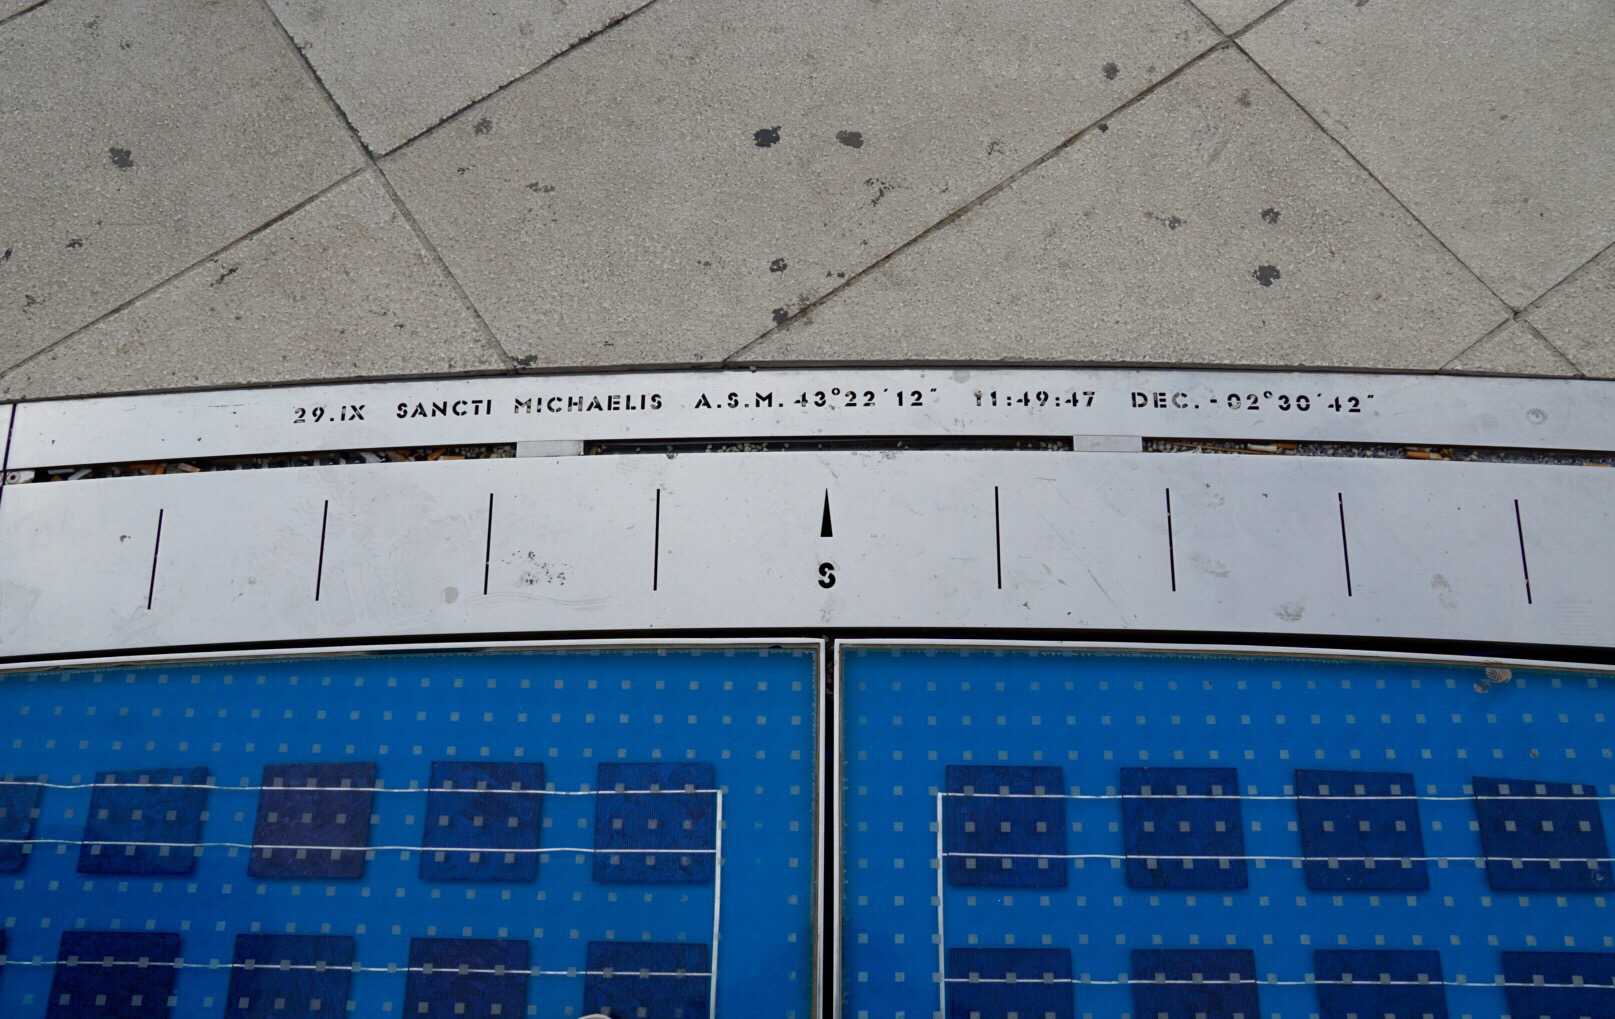 29.IX SANCTI MICHAELIS A.S.M. 43°22′12″ 11:49:47 DEC.-02°30′42″
S